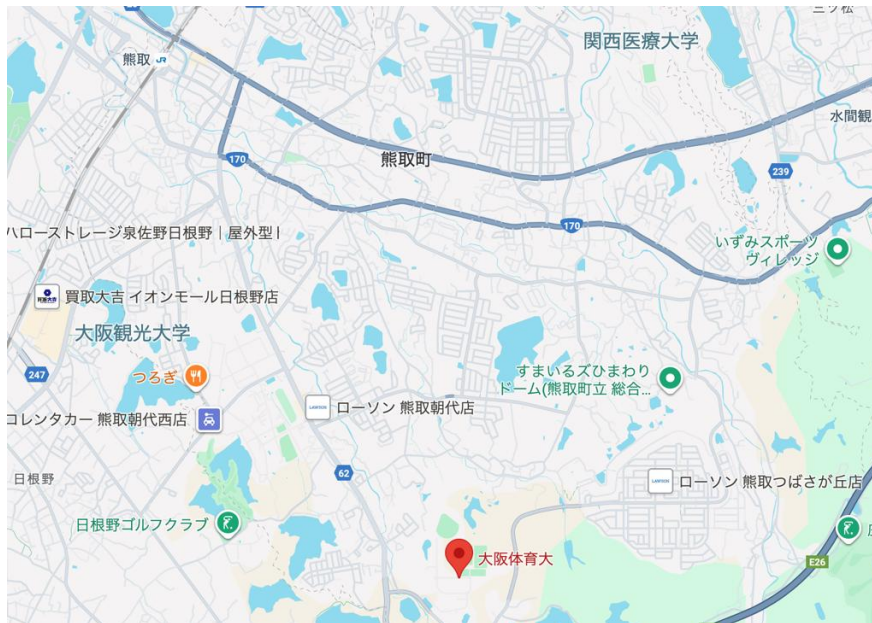 三ツ松
関西医療大学
熊取
JR
水間観
170
熊取町
239
170
いずみスポーツ
ヴィレッジ
ハローストレージ泉佐野日根野｜屋外型 |
買取大吉 イオンモール日根野店
大阪観光大学
247
つろぎ
すまいるズひまわり
ドーム(熊取町立 総合...
LAWSON
ローソン 熊取朝代店
コレンタカー 熊取朝代西店
62
日根野
LAWSON
ローソン 熊取つばさが丘店
日根野ゴルフクラブ
大阪体育大
E26